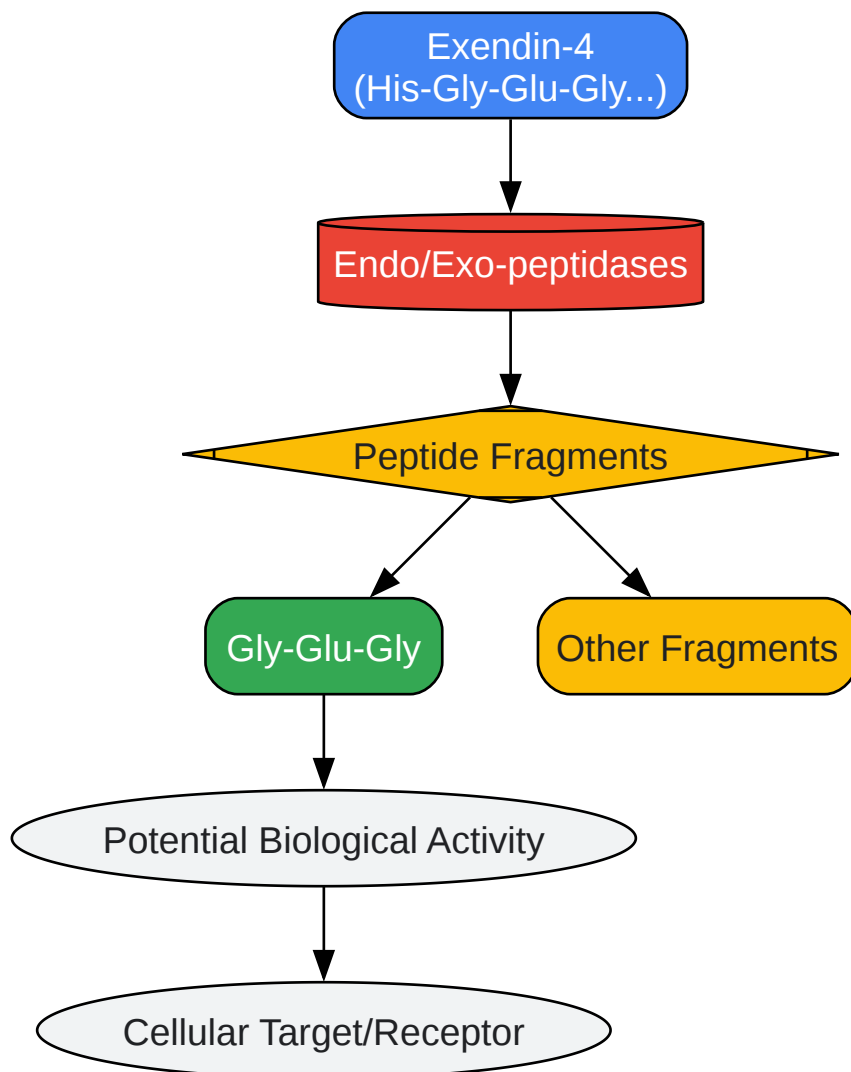 Exendin-4
(His-Gly-Glu-Gly...)
Endo/Exo-peptidases
Peptide Fragments
Gly-Glu-Gly
Other Fragments
Potential Biological Activity
Cellular Target/Receptor